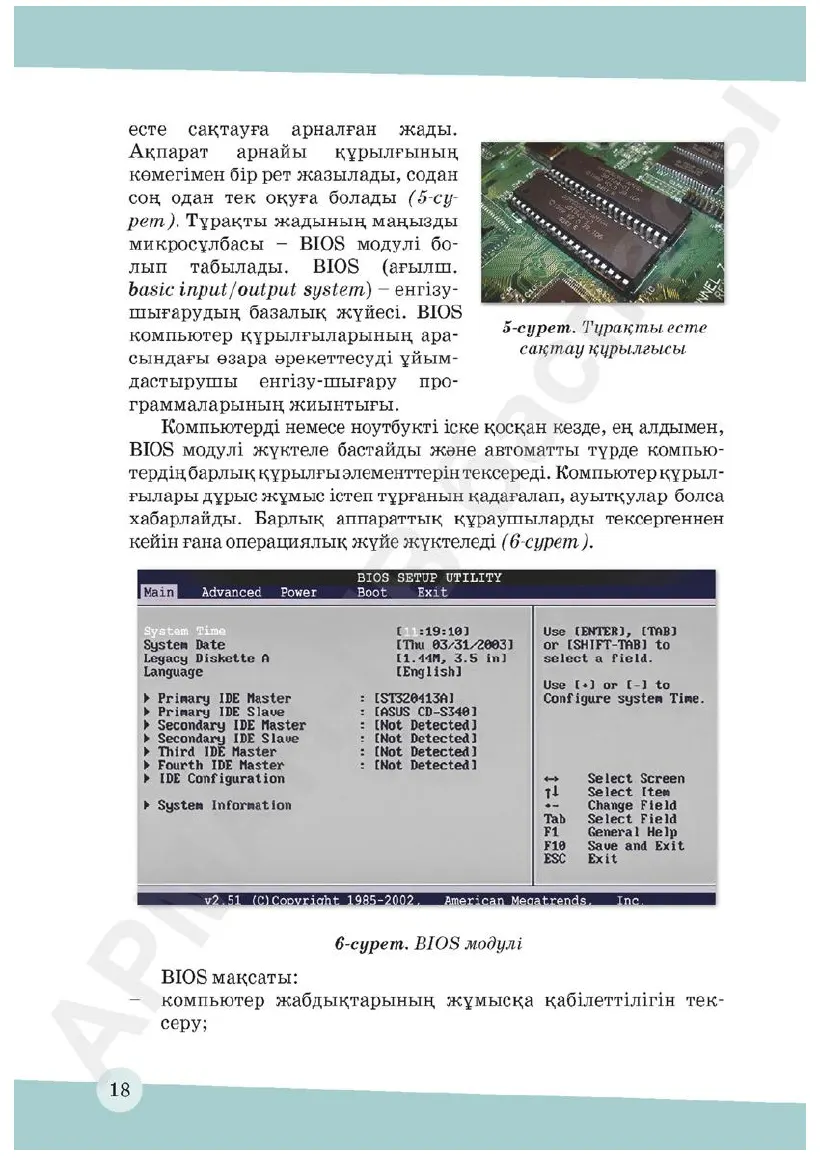 есте сақтауға арналған жады.
Ақпарат арнайы құрылғының
көмегімен бір рет жазылады, содан
соң одан тек оқуға болады (5-су-
рет). Тұрақты жадының маңызды
микросұлбасы – BIOS модулі бо-
лып табылады. BIOS (ағылш.
basic input/output system) – енгізу-
шығарудың базалық жүйесі. BIOS
компьютер құрылғыларының ара-
сындағы өзара әрекеттесуді ұйым-
дастырушы енгізу-шығару про-
граммаларының жиынтығы.
5-сурет. Тұрақты есте
сақтау құрылғысы
Компьютерді немесе ноутбукті іске қосқан кезде, ең алдымен,
BIOS модулі жүктеле бастайды және автоматты түрде компью-
тердің барлық құрылғы элементтерін тексереді. Компьютер құрыл-
ғылары дұрыс жұмыс істеп тұрғанын қадағалап, ауытқулар болса
хабарлайды. Барлық аппараттық құраушыларды тексергеннен
кейін ғана операциялық жүйе жүктеледі (6-сурет).
BIOS SETUP UTILITY
Main Advanced Power Boot Exit
System Time [11:19:10]
System Date [Thu 03/31/2003]
Legacy Diskette A [1.44M, 3.5 in]
Language [English]
Primary IDE Master : [ST320413A]
Primary IDE Slave : [ASUS CD-S340]
Secondary IDE Master : [Not Detected]
Secondary IDE Slave : [Not Detected]
Third IDE Master : [Not Detected]
Fourth IDE Master : [Not Detected]
IDE Configuration
System Information
Use [ENTER], [TAB]
or [SHIFT-TAB] to
select a field.
Use [+] or [-] to
Configure system Time.
↔ Select Screen
↑↓ Select Item
+- Change Field
Tab Select Field
F1 General Help
F10 Save and Exit
ESC Exit
v2.51 (C)Copyright 1985-2002, American Megatrends, Inc.
6-сурет. BIOS модулі
BIOS мақсаты:
– компьютер жабдықтарының жұмысқа қабілеттілігін тек-
серу;
18